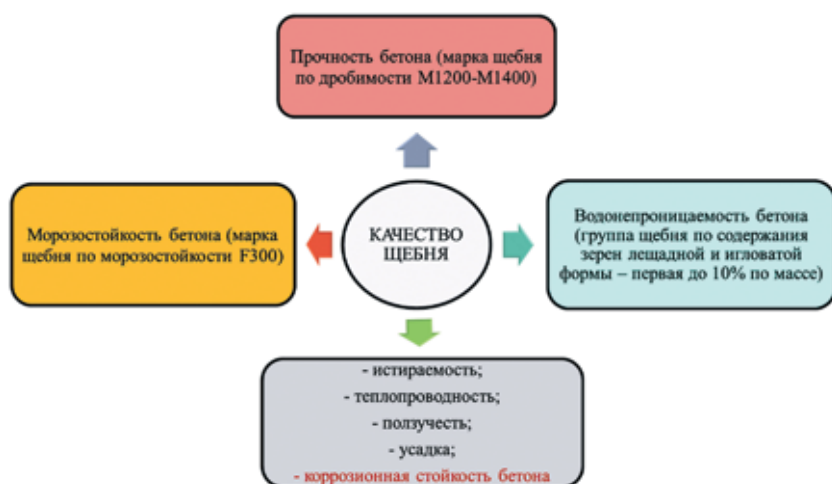 Прочность бетона (марка щебня
по дробимости М1200-М1400)
Морозостойкость бетона (марка
щебня по морозостойкости F300)
КАЧЕСТВО
ЩЕБНЯ
Водонепроницаемость бетона
(группа щебня по содержания
зерен лещадной и игловатой
формы – первая до 10% по массе)
- истираемость;
- теплопроводность;
- ползучесть;
- усадка;
- коррозионная стойкость бетона